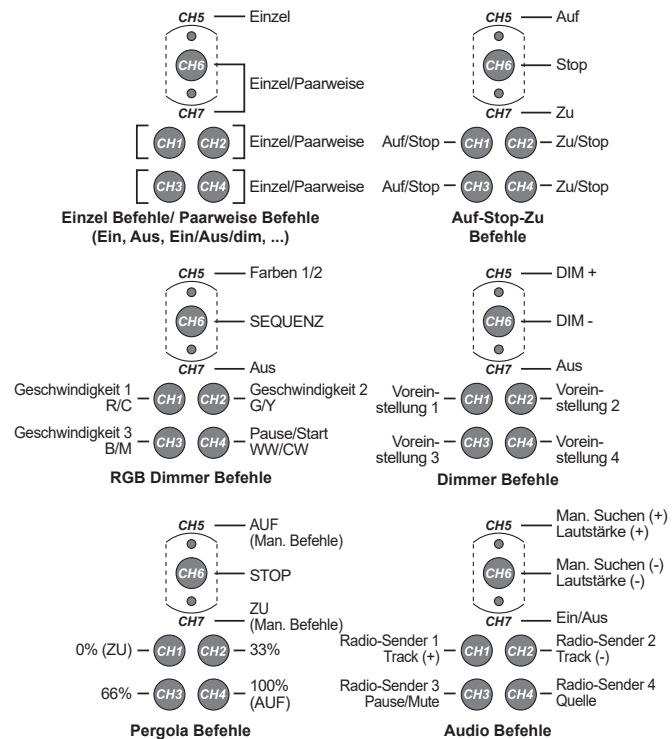 CH5 Einzel
CH6
Einzel/Paarweise
CH7
CH1 CH2 Einzel/Paarweise
CH3 CH4 Einzel/Paarweise
Einzel Befehle/ Paarweise Befehle
(Ein, Aus, Ein/Aus/dim, ...)
CH5 Auf
CH6 Stop
CH7 Zu
Auf/Stop CH1 CH2 Zu/Stop
Auf/Stop CH3 CH4 Zu/Stop
Auf-Stop-Zu
Befehle
CH5 Farben 1/2
CH6 SEQUENZ
CH7 Aus
Geschwindigkeit 1
R/C
CH1 CH2
Geschwindigkeit 2
G/Y
Geschwindigkeit 3
B/M
CH3 CH4
Pause/Start
WW/CW
RGB Dimmer Befehle
CH5 DIM +
CH6 DIM -
CH7 Aus
Vorein-
stellung 1
CH1 CH2
Vorein-
stellung 2
Vorein-
stellung 3
CH3 CH4
Vorein-
stellung 4
Dimmer Befehle
CH5 AUF
(Man. Befehle)
CH6 STOP
CH7 ZU
(Man. Befehle)
0% (ZU) CH1 CH2 33%
66% CH3 CH4 100%
(AUF)
Pergola Befehle
CH5
Man. Suchen (+)
Lautstärke (+)
CH6
Man. Suchen (-)
Lautstärke (-)
CH7 Ein/Aus
Radio-Sender 1
Track (+)
CH1 CH2
Radio-Sender 2
Track (-)
Radio-Sender 3
Pause/Mute
CH3 CH4
Radio-Sender 4
Quelle
Audio Befehle